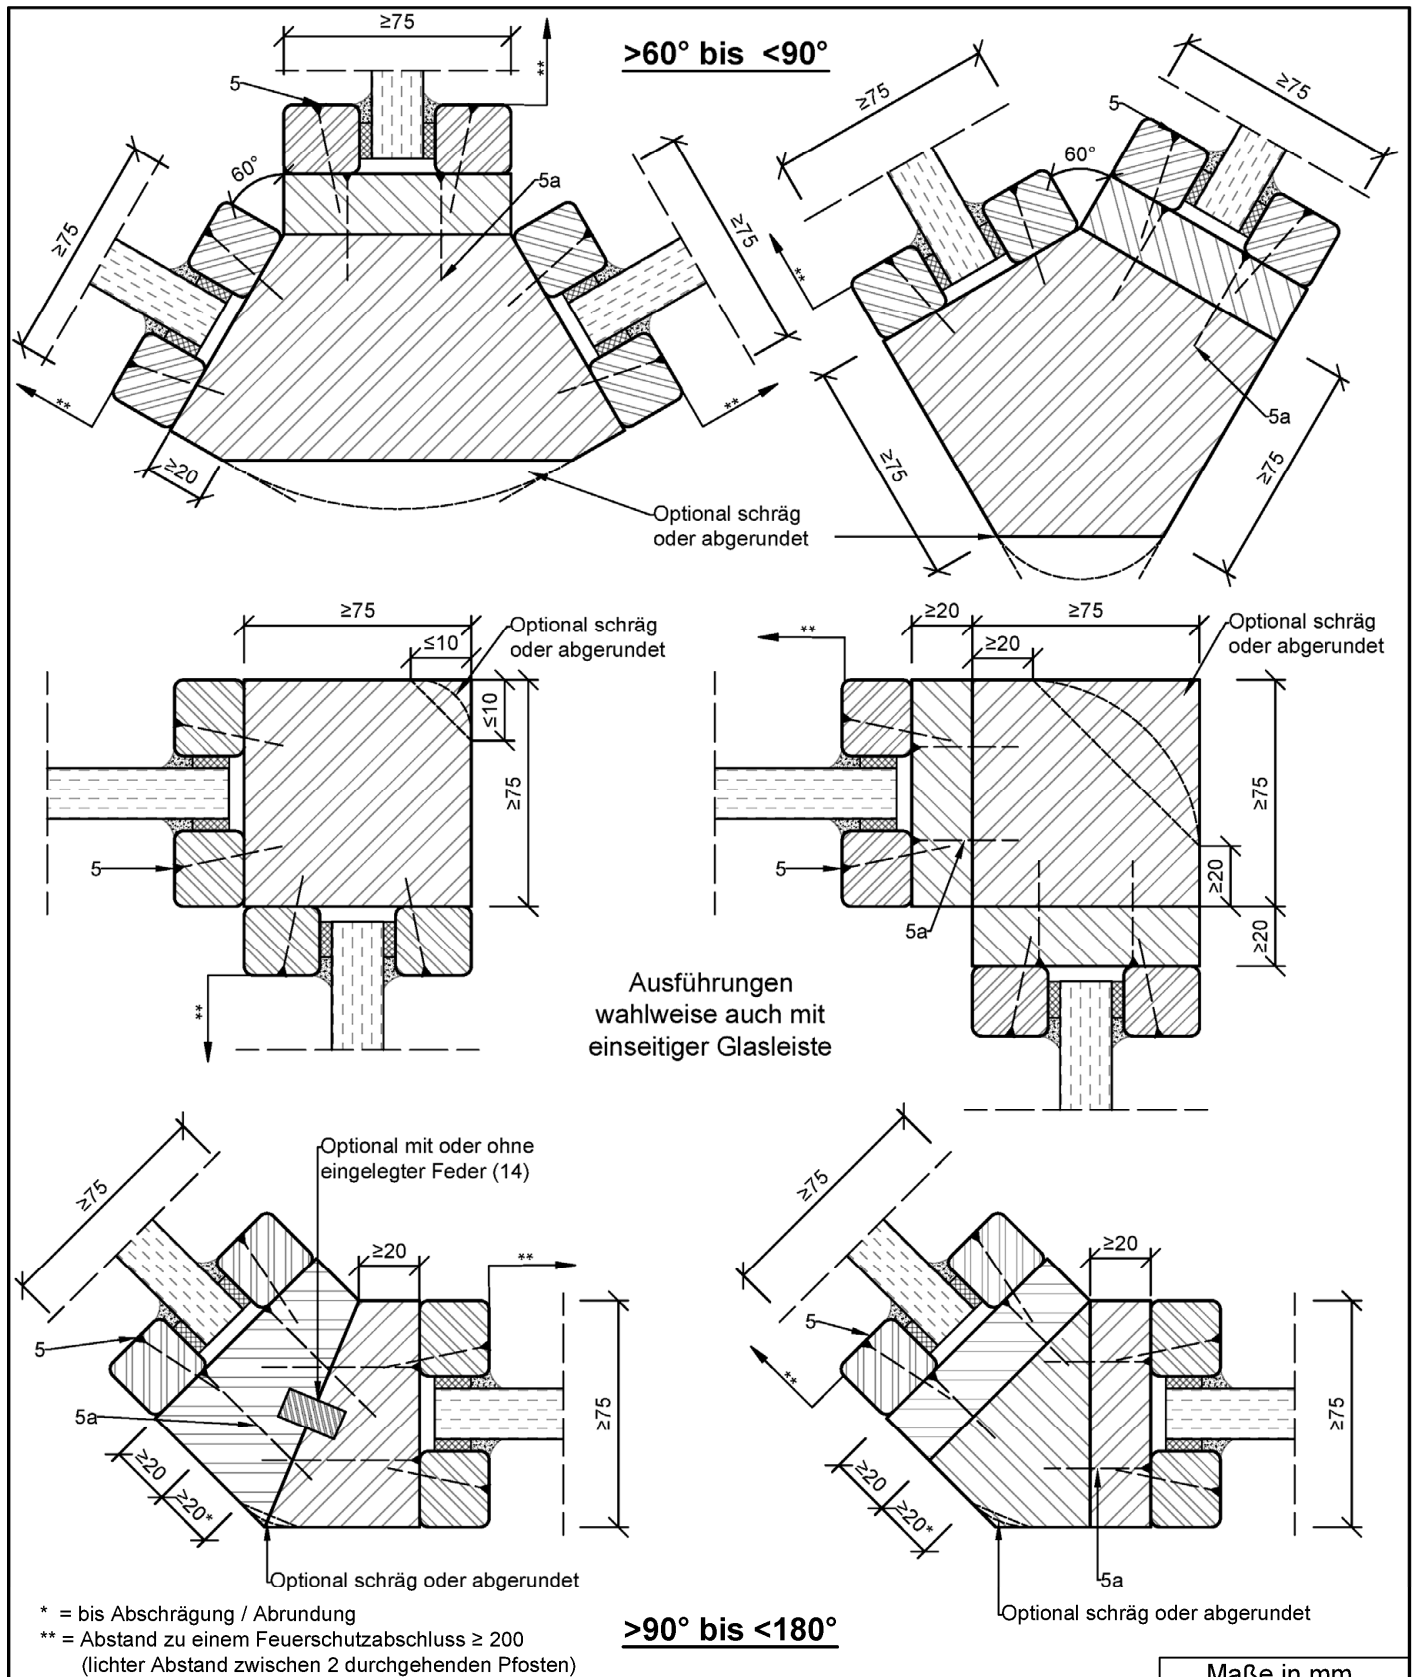 ≥75
>60° bis <90°
**
5
60°
5a
≥75
≥75
**
**
≥20
≥75
≥75
5
60°
**
5a
≥75
≥75
Optional schräg
oder abgerundet
≥75
≤10
Optional schräg
oder abgerundet
≤10
≥75
5
**
**
≥20
≥75
≥20
Optional schräg
oder abgerundet
≥75
5
5a
≥20
≥20
Ausführungen
wahlweise auch mit
einseitiger Glasleiste
Optional mit oder ohne
eingelegter Feder (14)
≥75
≥20
**
5
5a
≥75
≥20
≥20*
Optional schräg oder abgerundet
≥75
≥20
5
**
≥75
≥20
≥20*
5a
Optional schräg oder abgerundet
* = bis Abschrägung / Abrundung
** = Abstand zu einem Feuerschutzabschluss ≥ 200
(lichter Abstand zwischen 2 durchgehenden Pfosten)
>90° bis <180°
Maße in mm